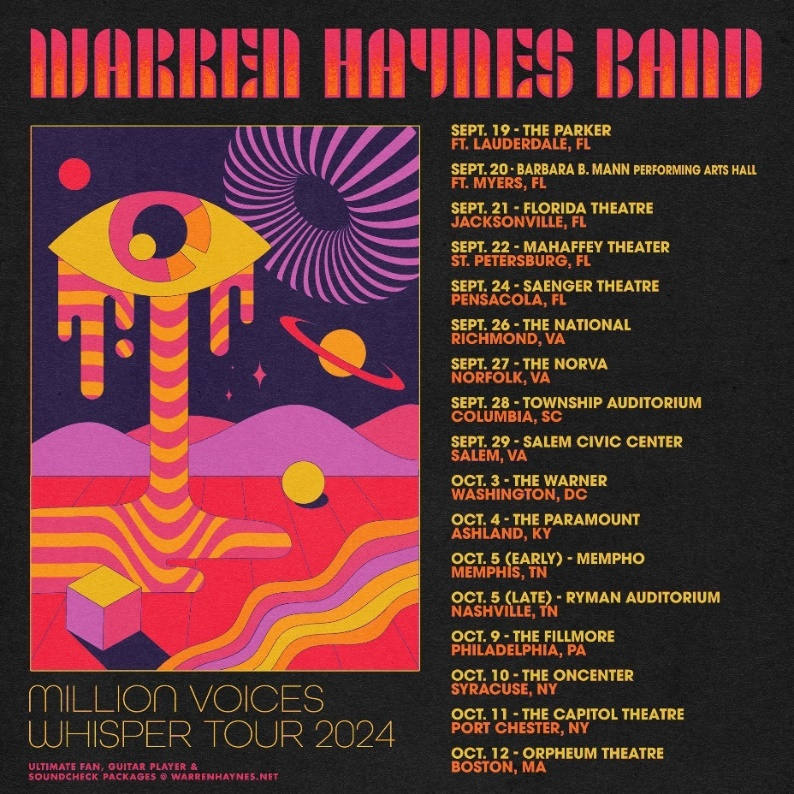 WARREN HAYNES BAND
SEPT. 19 - THE PARKER
FT. LAUDERDALE, FL
SEPT. 20 - BARBARA B. MANN PERFORMING ARTS HALL
FT. MYERS, FL
SEPT. 21 - FLORIDA THEATRE
JACKSONVILLE, FL
SEPT. 22 - MAHAFFEY THEATER
ST. PETERSBURG, FL
SEPT. 24 - SAENGER THEATRE
PENSACOLA, FL
SEPT. 26 - THE NATIONAL
RICHMOND, VA
SEPT. 27 - THE NORVA
NORFOLK, VA
SEPT. 28 - TOWNSHIP AUDITORIUM
COLUMBIA, SC
SEPT. 29 - SALEM CIVIC CENTER
SALEM, VA
OCT. 3 - THE WARNER
WASHINGTON, DC
OCT. 4 - THE PARAMOUNT
ASHLAND, KY
OCT. 5 (EARLY) - MEMPHO
MEMPHIS, TN
OCT. 5 (LATE) - RYMAN AUDITORIUM
NASHVILLE, TN
OCT. 9 - THE FILLMORE
PHILADELPHIA, PA
OCT. 10 - THE ONCENTER
SYRACUSE, NY
OCT. 11 - THE CAPITOL THEATRE
PORT CHESTER, NY
OCT. 12 - ORPHEUM THEATRE
BOSTON, MA
MILLION VOICES
WHISPER TOUR 2024
ULTIMATE FAN, GUITAR PLAYER &
SOUNDCHECK PACKAGES @ WARRENHAYNES.NET